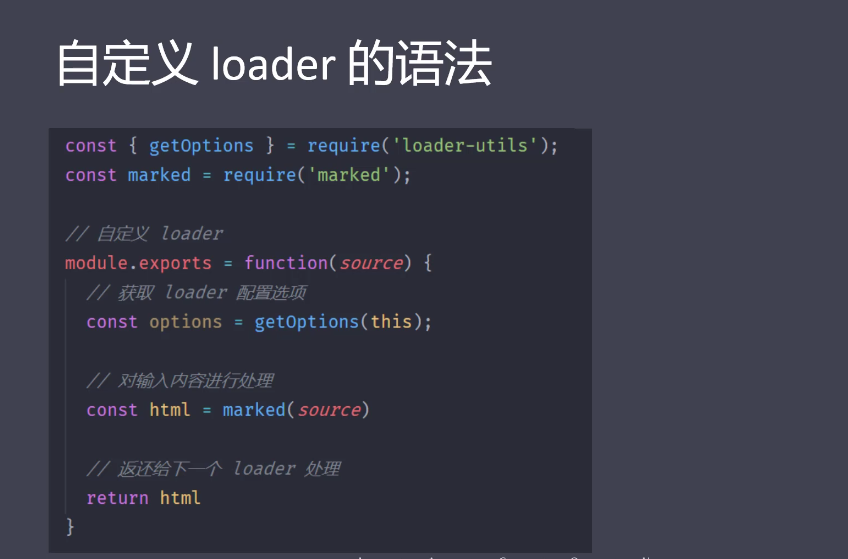 自定义 loader 的语法
const { getOptions } = require('loader-utils');
const marked = require('marked');
// 自定义 loader
module.exports = function(source) {
// 获取 loader 配置选项
const options = getOptions(this);
// 对输入内容进行处理
const html = marked(source)
// 返还给下一个 loader 处理
return html
}